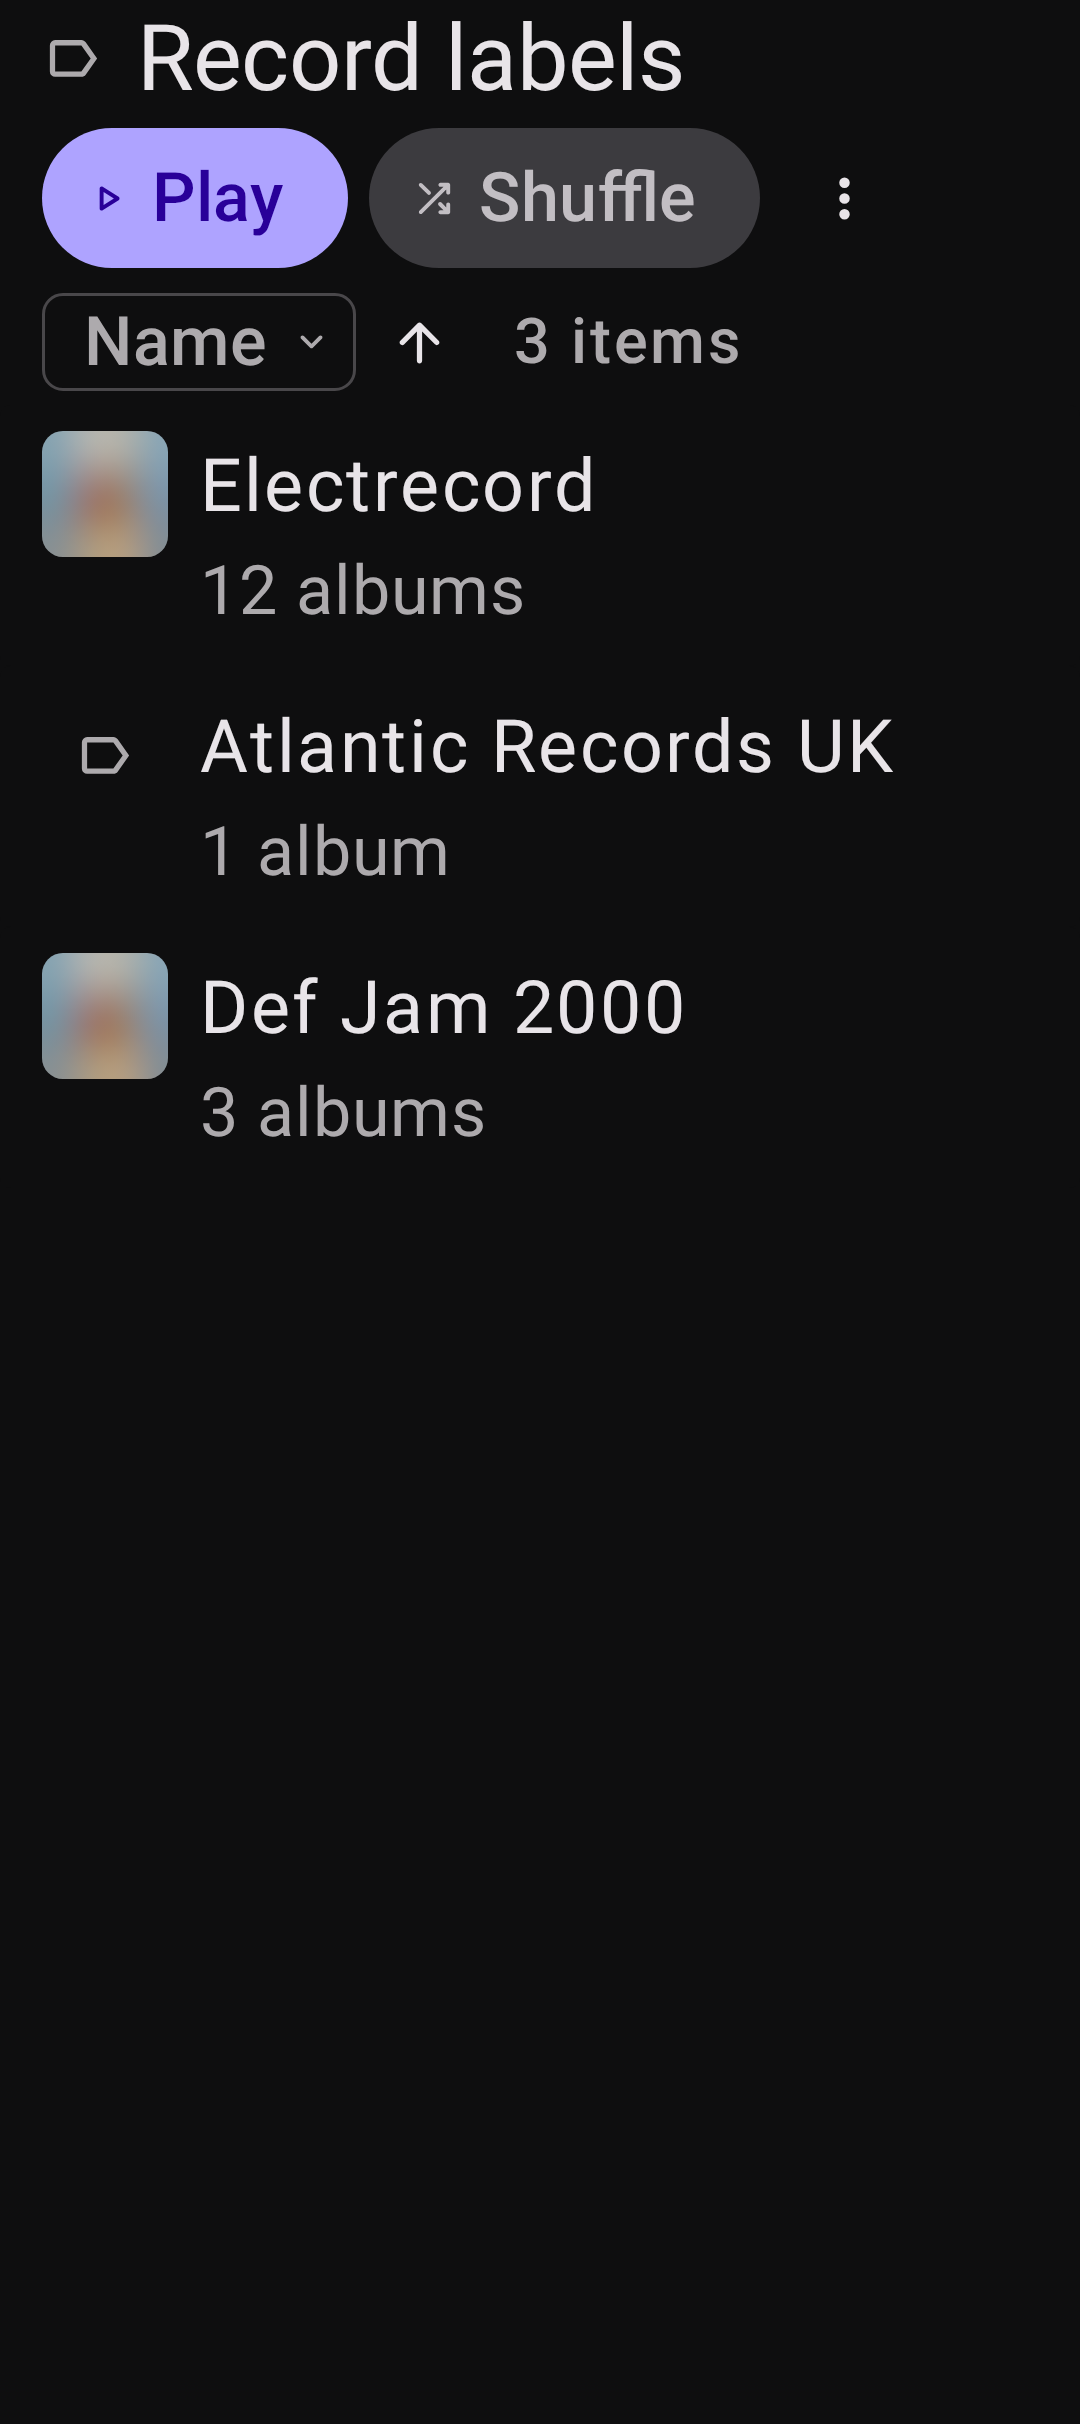 Record labels
Play
Shuffle
Name
3 items
Electrecord
12 albums
Atlantic Records UK
1 album
Def Jam 2000
3 albums